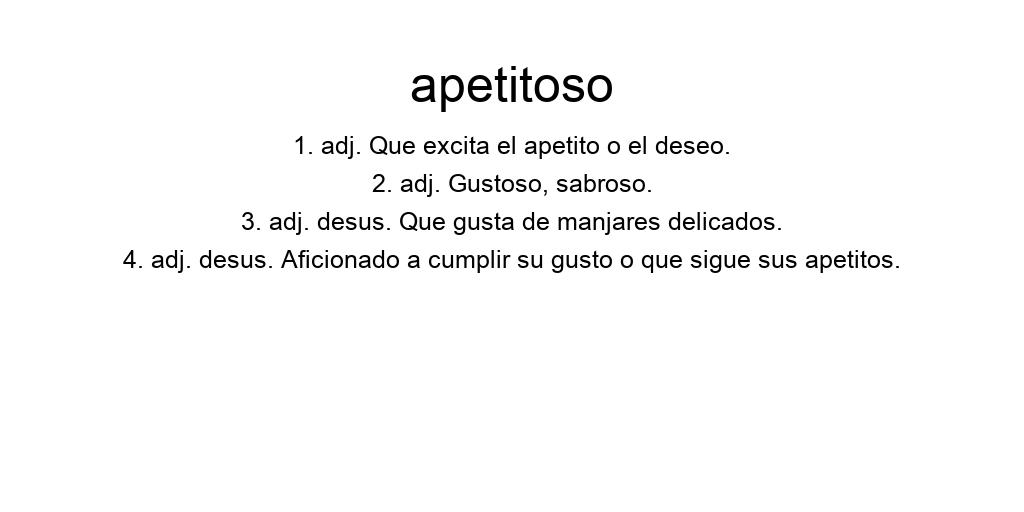 apetitoso
1. adj. Que excita el apetito o el deseo.
2. adj. Gustoso, sabroso.
3. adj. desus. Que gusta de manjares delicados.
4. adj. desus. Aficionado a cumplir su gusto o que sigue sus apetitos.